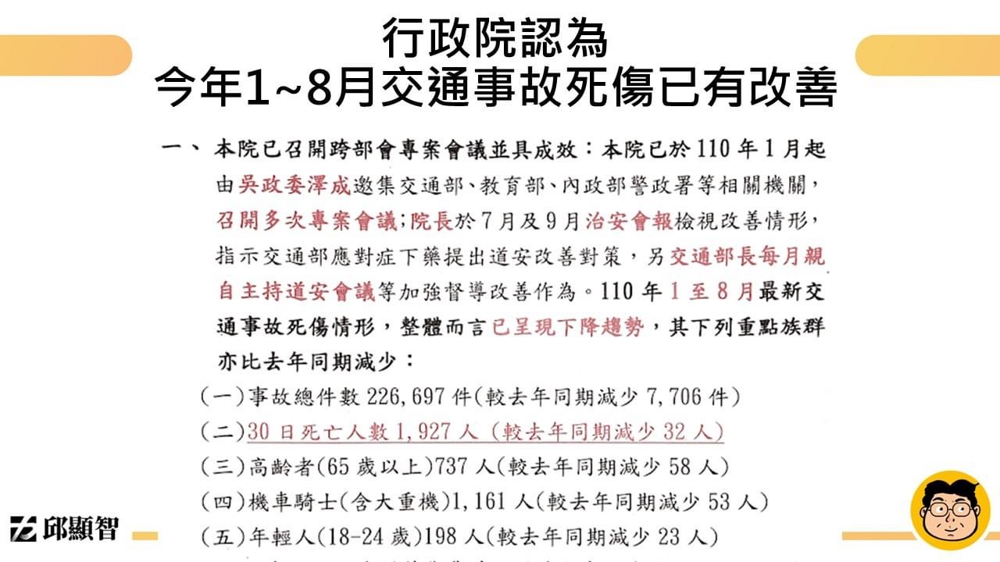 行政院認為
今年1~8月交通事故死傷已有改善
一、本院已召開跨部會專案會議並具成效：本院已於110年1月起
由吳政委澤成邀集交通部、教育部、內政部警政署等相關機關，
召開多次專案會議；院長於7月及9月治安會報檢視改善情形，
指示交通部應對症下藥提出道安改善對策，另交通部長每月親
自主持道安會議等加強督導改善作為。110年1至8月最新交
通事故死傷情形，整體而言已呈現下降趨勢，其下列重點族群
亦比去年同期減少：
(一)事故總件數226,697件(較去年同期減少7,706件)
(二)30日死亡人數1,927人(較去年同期減少32人)
(三)高齡者(65歲以上)737人(較去年同期減少58人)
(四)機車騎士(含大重機)1,161人(較去年同期減少53人)
(五)年輕人(18-24歲)198人(較去年同期減少23人)
邱顯智